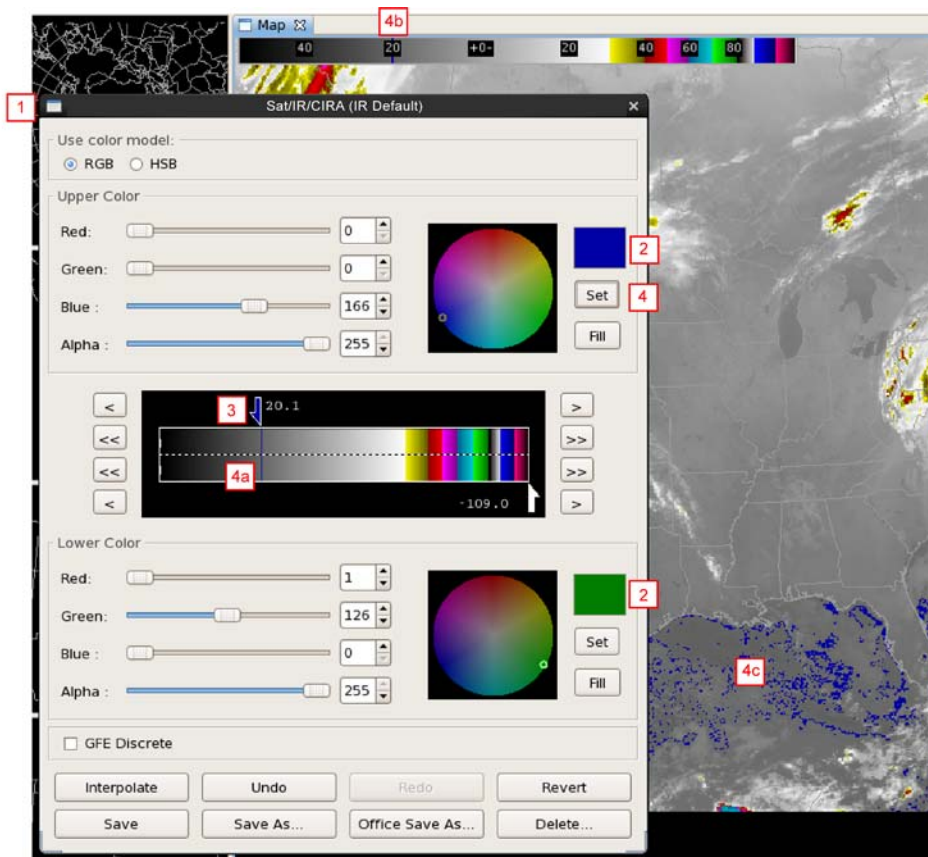 4b
Map
40 20 +0- 20 40 60 80
1
Sat/IR/CIRA (IR Default)
Use color model:
RGB HSB
Upper Color
Red: 0
Green: 0
2
Blue : 166
Set 4
Alpha : 255
Fill
< 3 20.1 >
<< >>
<< 4a >>
< -109.0 >
Lower Color
Red: 1
Green: 126
2
Blue : 0
Set
Alpha : 255
Fill
4c
GFE Discrete
Interpolate Undo Redo Revert
Save Save As... Office Save As... Delete...